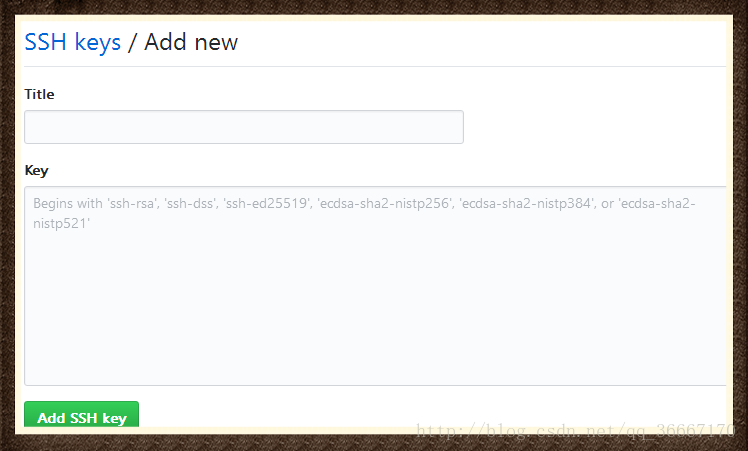 SSH keys / Add new
Title
Key
Begins with 'ssh-rsa', 'ssh-dss', 'ssh-ed25519', 'ecdsa-sha2-nistp256', 'ecdsa-sha2-nistp384', or 'ecdsa-sha2-
nistp521'
Add SSH key
http://blog.csdn.net/qq_36667170